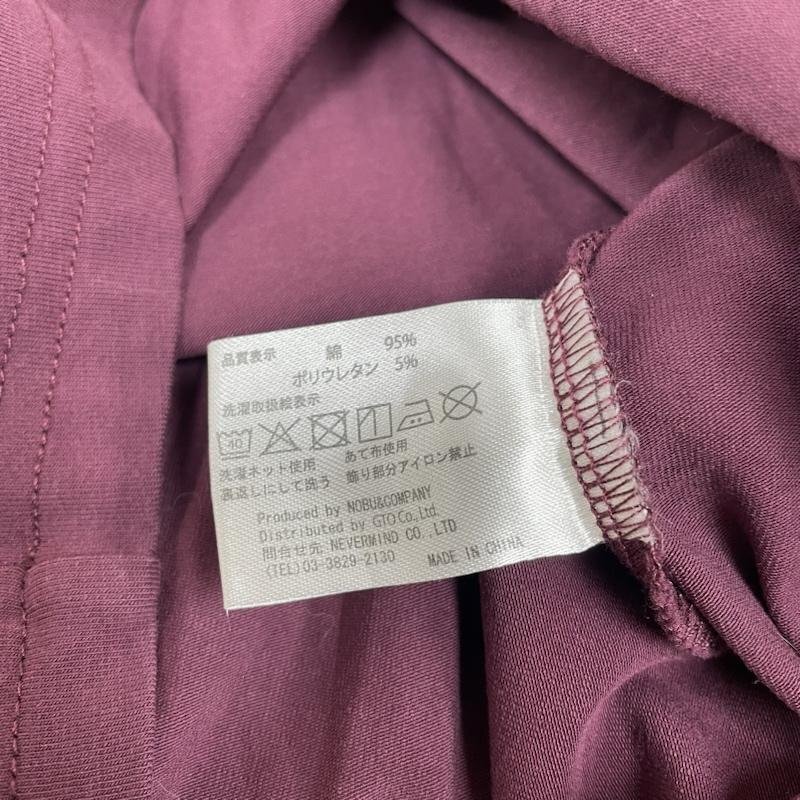 品質表示 綿 95%
ポリウレタン 5%
洗濯取扱絵表示
40
洗濯ネット使用 あて布使用
裏返しにして洗う 飾り部分アイロン禁止
Produced by NOBU&COMPANY
Distributed by GTO Co.,Ltd.
問合せ先 NEVERMIND CO.,LTD
(TEL)03-3829-2130 MADE IN CHINA